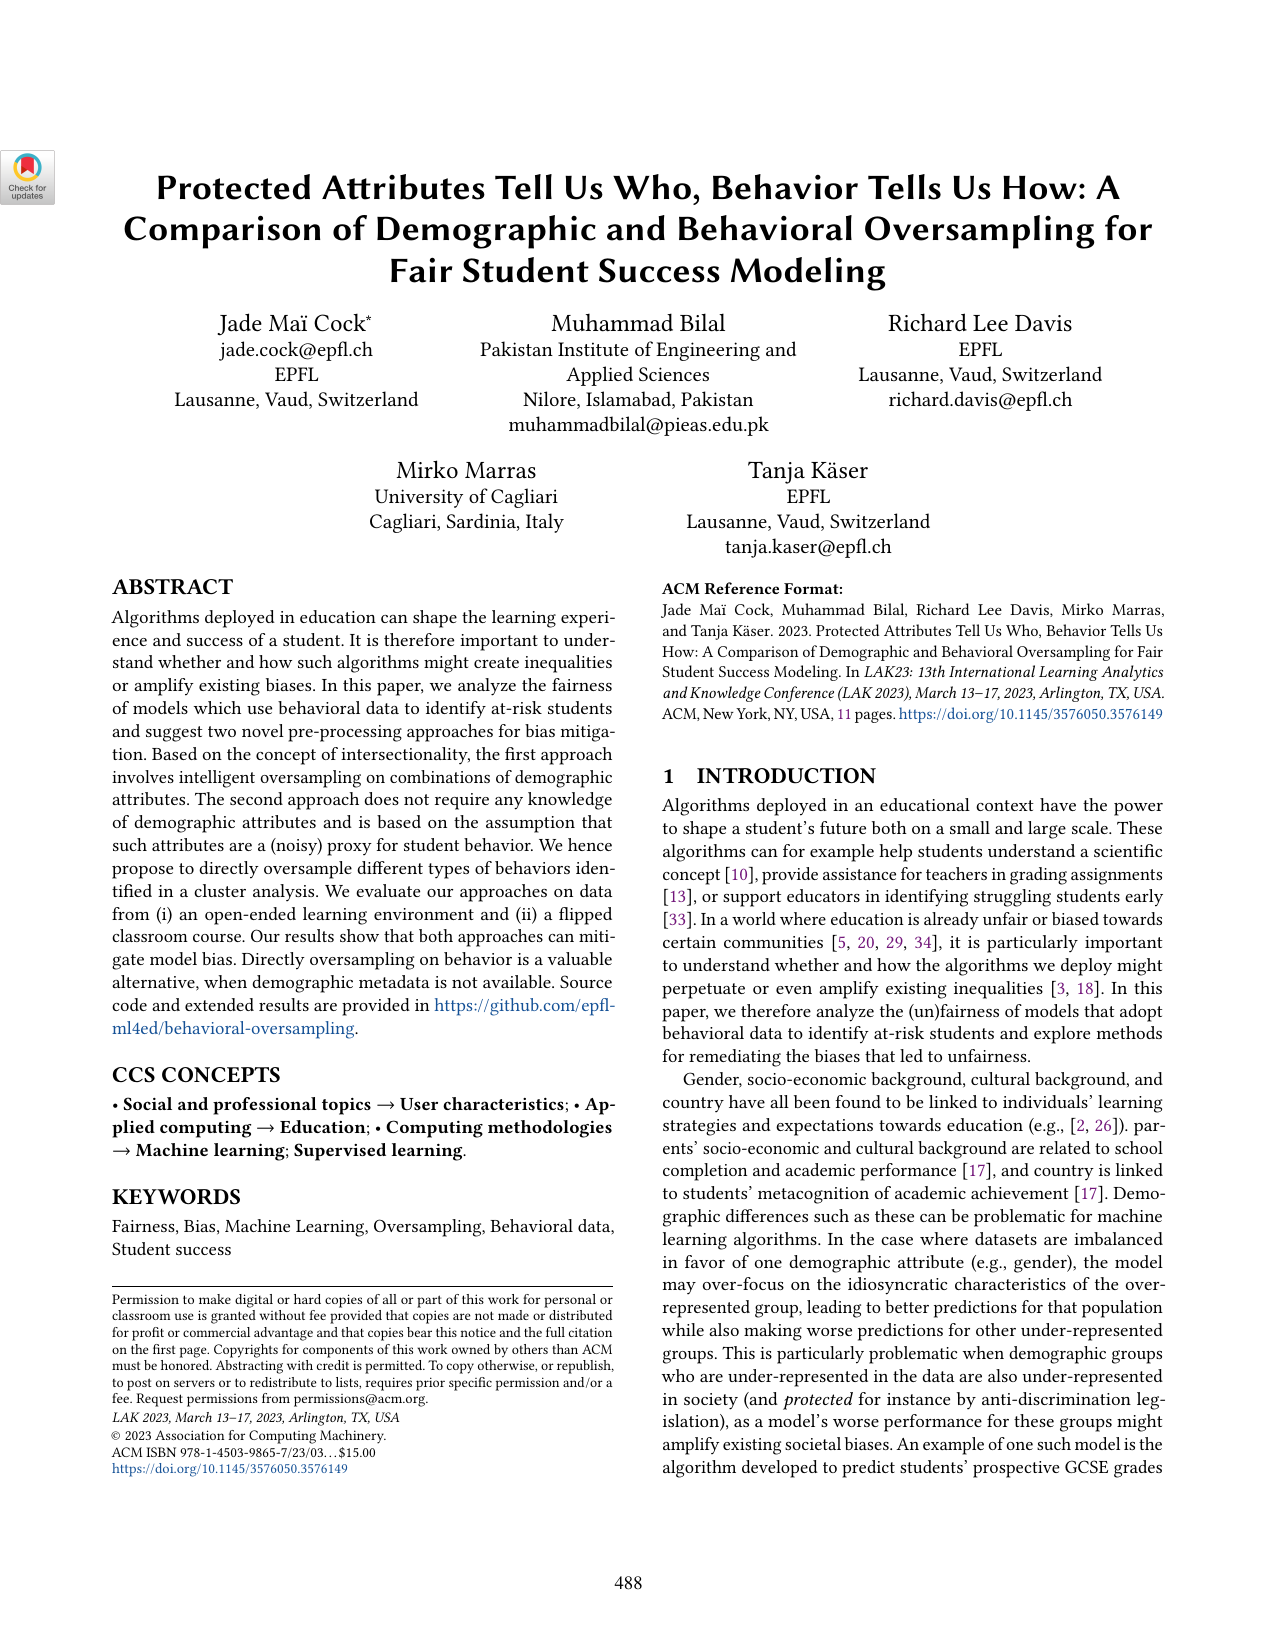 Check for
updates
Protected Attributes Tell Us Who, Behavior Tells Us How: A
Comparison of Demographic and Behavioral Oversampling for
Fair Student Success Modeling
Jade Maï Cock*
jade.cock@epfl.ch
EPFL
Lausanne, Vaud, Switzerland
Muhammad Bilal
Pakistan Institute of Engineering and
Applied Sciences
Nilore, Islamabad, Pakistan
muhammadbilal@pieas.edu.pk
Richard Lee Davis
EPFL
Lausanne, Vaud, Switzerland
richard.davis@epfl.ch
Mirko Marras
University of Cagliari
Cagliari, Sardinia, Italy
Tanja Käser
EPFL
Lausanne, Vaud, Switzerland
tanja.kaser@epfl.ch
ABSTRACT
Algorithms deployed in education can shape the learning experi-
ence and success of a student. It is therefore important to under-
stand whether and how such algorithms might create inequalities
or amplify existing biases. In this paper, we analyze the fairness
of models which use behavioral data to identify at-risk students
and suggest two novel pre-processing approaches for bias mitiga-
tion. Based on the concept of intersectionality, the first approach
involves intelligent oversampling on combinations of demographic
attributes. The second approach does not require any knowledge
of demographic attributes and is based on the assumption that
such attributes are a (noisy) proxy for student behavior. We hence
propose to directly oversample different types of behaviors iden-
tified in a cluster analysis. We evaluate our approaches on data
from (i) an open-ended learning environment and (ii) a flipped
classroom course. Our results show that both approaches can miti-
gate model bias. Directly oversampling on behavior is a valuable
alternative, when demographic metadata is not available. Source
code and extended results are provided in https://github.com/epfl-
ml4ed/behavioral-oversampling.
CCS CONCEPTS
• Social and professional topics → User characteristics; • Ap-
plied computing → Education; • Computing methodologies
→ Machine learning; Supervised learning.
KEYWORDS
Fairness, Bias, Machine Learning, Oversampling, Behavioral data,
Student success
Permission to make digital or hard copies of all or part of this work for personal or
classroom use is granted without fee provided that copies are not made or distributed
for profit or commercial advantage and that copies bear this notice and the full citation
on the first page. Copyrights for components of this work owned by others than ACM
must be honored. Abstracting with credit is permitted. To copy otherwise, or republish,
to post on servers or to redistribute to lists, requires prior specific permission and/or a
fee. Request permissions from permissions@acm.org.
LAK 2023, March 13–17, 2023, Arlington, TX, USA
© 2023 Association for Computing Machinery.
ACM ISBN 978-1-4503-9865-7/23/03...$15.00
https://doi.org/10.1145/3576050.3576149
ACM Reference Format:
Jade Maï Cock, Muhammad Bilal, Richard Lee Davis, Mirko Marras,
and Tanja Käser. 2023. Protected Attributes Tell Us Who, Behavior Tells Us
How: A Comparison of Demographic and Behavioral Oversampling for Fair
Student Success Modeling. In LAK23: 13th International Learning Analytics
and Knowledge Conference (LAK 2023), March 13–17, 2023, Arlington, TX, USA.
ACM, New York, NY, USA, 11 pages. https://doi.org/10.1145/3576050.3576149
1 INTRODUCTION
Algorithms deployed in an educational context have the power
to shape a student's future both on a small and large scale. These
algorithms can for example help students understand a scientific
concept [10], provide assistance for teachers in grading assignments
[13], or support educators in identifying struggling students early
[33]. In a world where education is already unfair or biased towards
certain communities [5, 20, 29, 34], it is particularly important
to understand whether and how the algorithms we deploy might
perpetuate or even amplify existing inequalities [3, 18]. In this
paper, we therefore analyze the (un)fairness of models that adopt
behavioral data to identify at-risk students and explore methods
for remediating the biases that led to unfairness.
Gender, socio-economic background, cultural background, and
country have all been found to be linked to individuals' learning
strategies and expectations towards education (e.g., [2, 26]). par-
ents' socio-economic and cultural background are related to school
completion and academic performance [17], and country is linked
to students' metacognition of academic achievement [17]. Demo-
graphic differences such as these can be problematic for machine
learning algorithms. In the case where datasets are imbalanced
in favor of one demographic attribute (e.g., gender), the model
may over-focus on the idiosyncratic characteristics of the over-
represented group, leading to better predictions for that population
while also making worse predictions for other under-represented
groups. This is particularly problematic when demographic groups
who are under-represented in the data are also under-represented
in society (and protected for instance by anti-discrimination leg-
islation), as a model's worse performance for these groups might
amplify existing societal biases. An example of one such model is the
algorithm developed to predict students' prospective GCSE grades
488